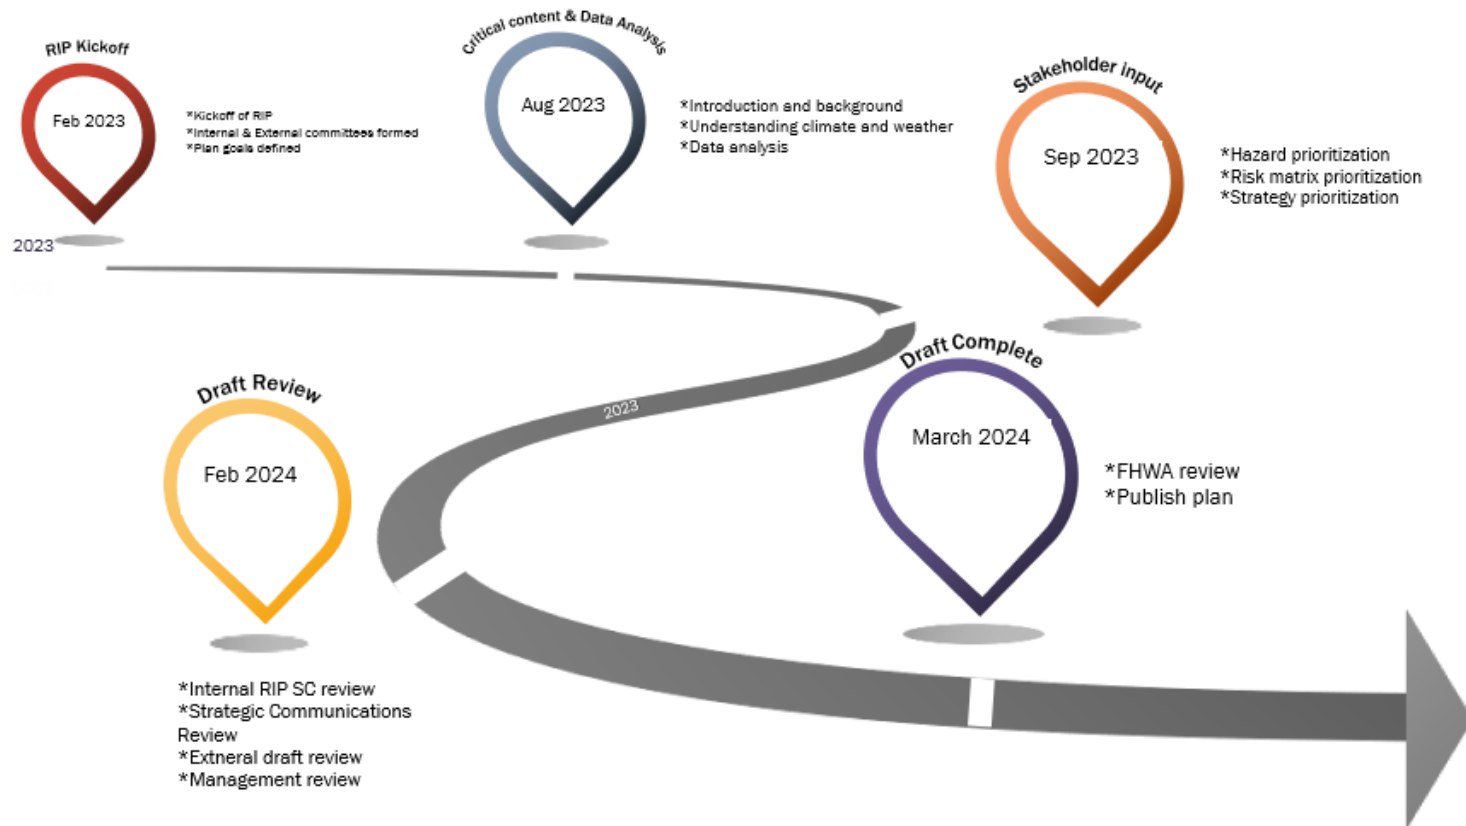 RIP Kickoff
Feb 2023
*Kickoff of RIP
*Internal & External committees formed
*Plan goals defined
Critical content & Data Analysis
Aug 2023
*Introduction and background
*Understanding climate and weather
*Data analysis
Stakeholder input
Sep 2023
*Hazard prioritization
*Risk matrix prioritization
*Strategy prioritization
2023
2023
Draft Review
Feb 2024
*Internal RIP SC review
*Strategic Communications
Review
*Extneral draft review
*Management review
Draft Complete
March 2024
*FHWA review
*Publish plan